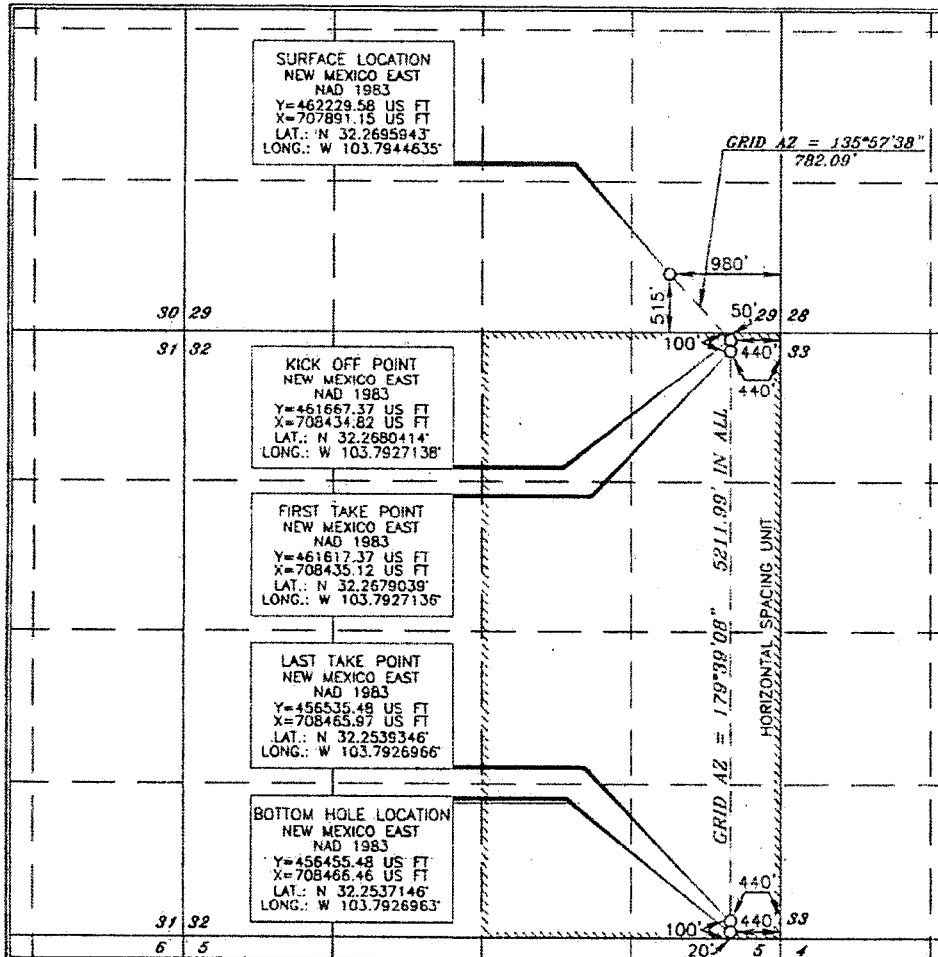 SURFACE LOCATION
NEW MEXICO EAST
NAD 1983
Y=462229.58 US FT
X=707891.15 US FT
LAT.: N 32.2695943°
LONG.: W 103.7944635°
GRID AZ = 135°57'38"
782.09'
980'
515'
50'
29 28
30 29
31 32
100'
440'
33
440'
KICK OFF POINT
NEW MEXICO EAST
NAD 1983
Y=461667.37 US FT
X=708434.82 US FT
LAT.: N 32.2680414°
LONG.: W 103.7927138°
FIRST TAKE POINT
NEW MEXICO EAST
NAD 1983
Y=461617.37 US FT
X=708435.12 US FT
LAT.: N 32.2679039°
LONG.: W 103.7927136°
GRID AZ = 179°39'08" 5211.99' IN ALL
HORIZONTAL SPACING UNIT
LAST TAKE POINT
NEW MEXICO EAST
NAD 1983
Y=456535.48 US FT
X=708465.97 US FT
LAT.: N 32.2539346°
LONG.: W 103.7926966°
BOTTOM HOLE LOCATION
NEW MEXICO EAST
NAD 1983
Y=456455.48 US FT
X=708466.46 US FT
LAT.: N 32.2537146°
LONG.: W 103.7926963°
440'
31 32
100'
440'
33
6 5
20'
5 4